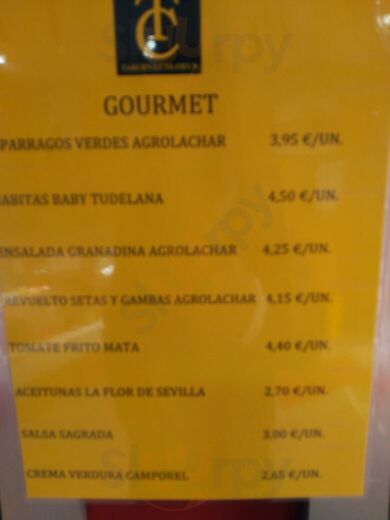 TC
GOURMET
PARRAGOS VERDES AGROLACHAR 3,95 €/UN.
ABITAS BABY TUDELANA 4,50 €/UN.
ENSALADA GRANADINA AGROLACHAR 4,25 €/UN.
REVUELTO SETAS Y GAMBAS AGROLACHAR 4,15 €/UN.
TOMATE FRITO MATA 4,40 €/UN.
ACEITUNAS LA FLOR DE SEVILLA 2,70 €/UN.
SALSA SAGRADA 3,00 €/UN.
CREMA VERDURA CAMPOREL 2,65 €/UN.